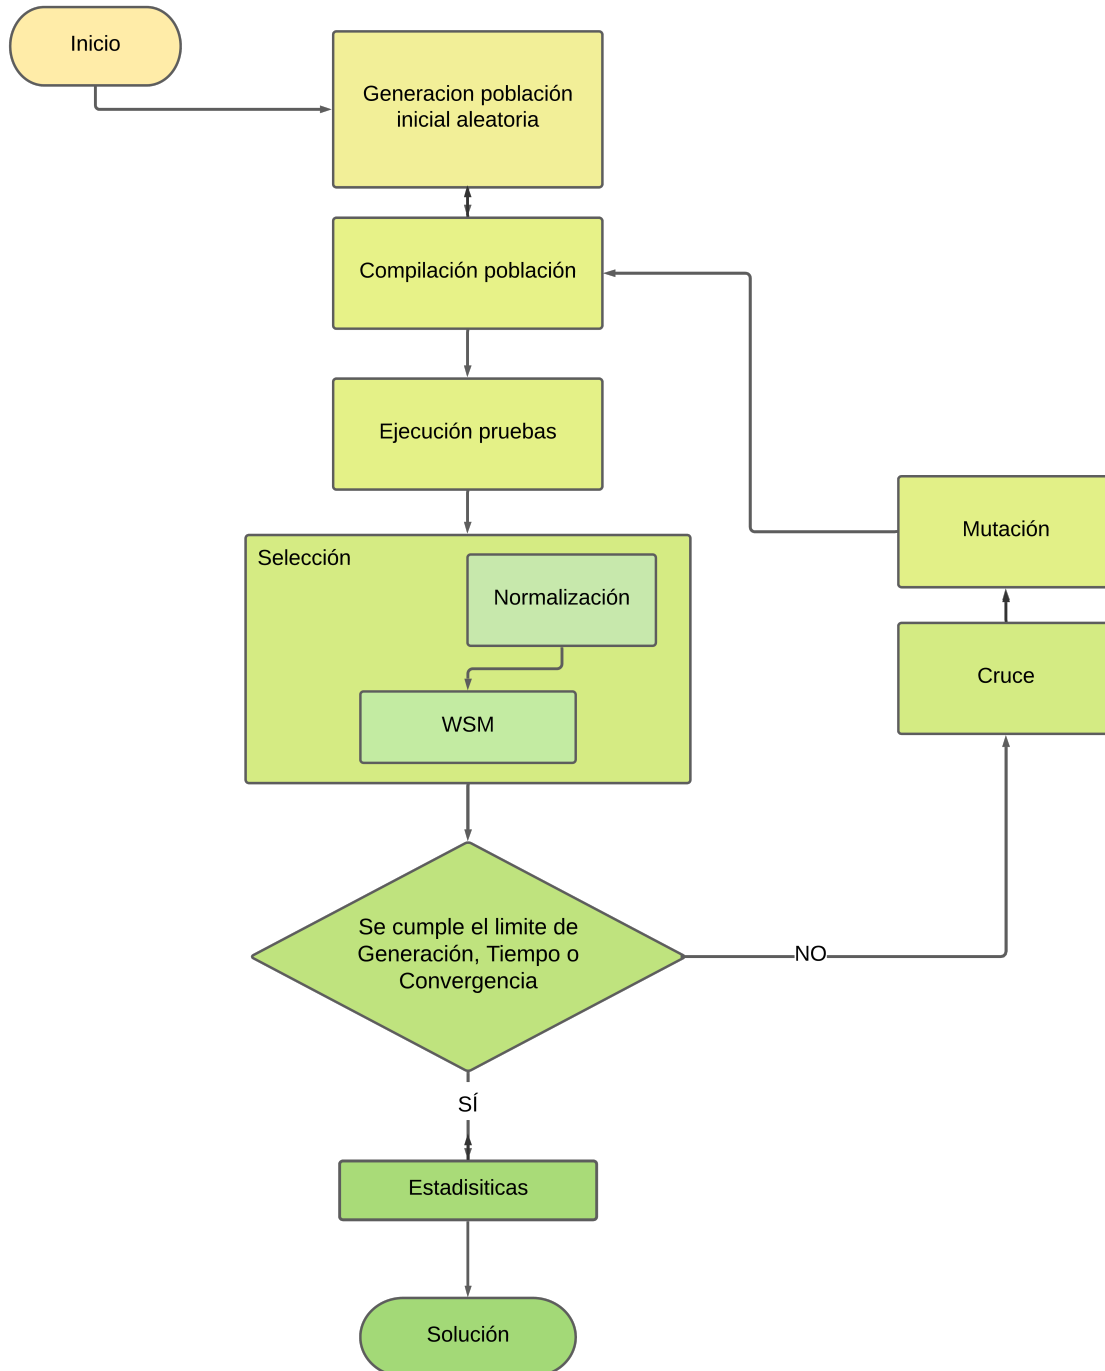 Inicio
Generacion población
inicial aleatoria
Compilación población
Ejecución pruebas
Selección
Normalización
WSM
Mutación
Cruce
Se cumple el limite de
Generación, Tiempo o
Convergencia
NO
SÍ
Estadisiticas
Solución